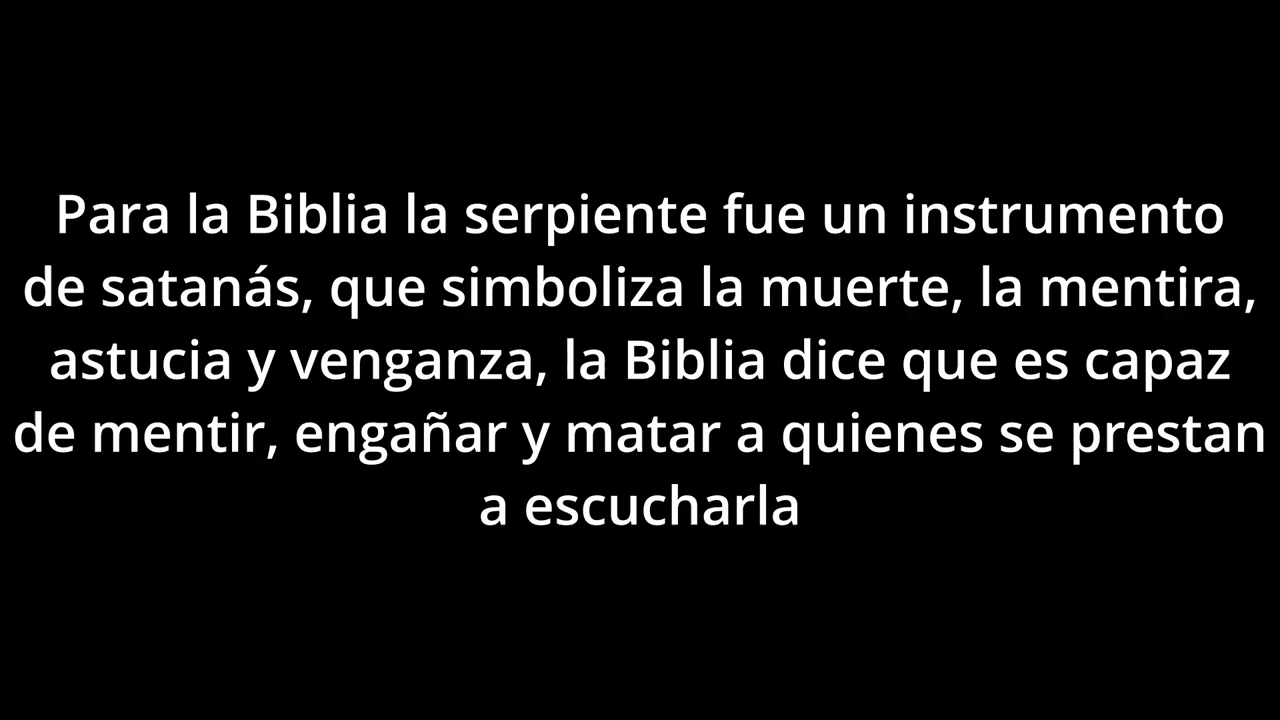 Para la Biblia la serpiente fue un instrumento
de satanás, que simboliza la muerte, la mentira,
astucia y venganza, la Biblia dice que es capaz
de mentir, engañar y matar a quienes se prestan
a escucharla